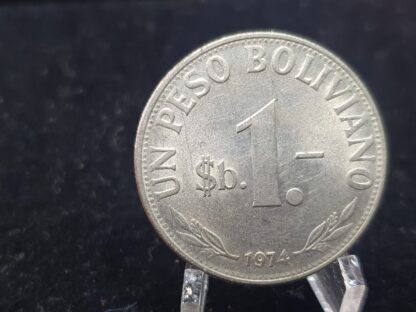 UN PESO BOLIVIANO
$b. 1.-
1974